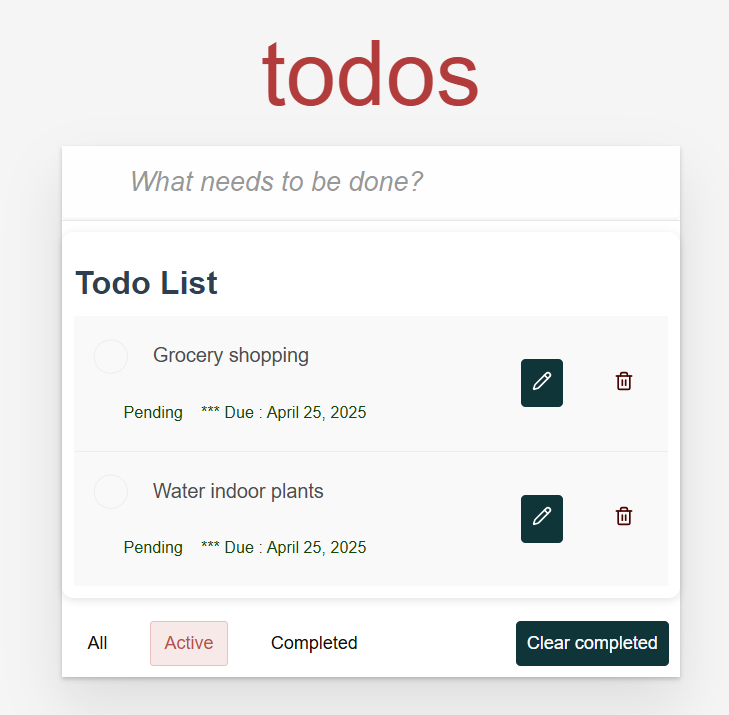 todos
What needs to be done?
Todo List
Grocery shopping
Pending *** Due : April 25, 2025
Water indoor plants
Pending *** Due : April 25, 2025
All Active Completed Clear completed